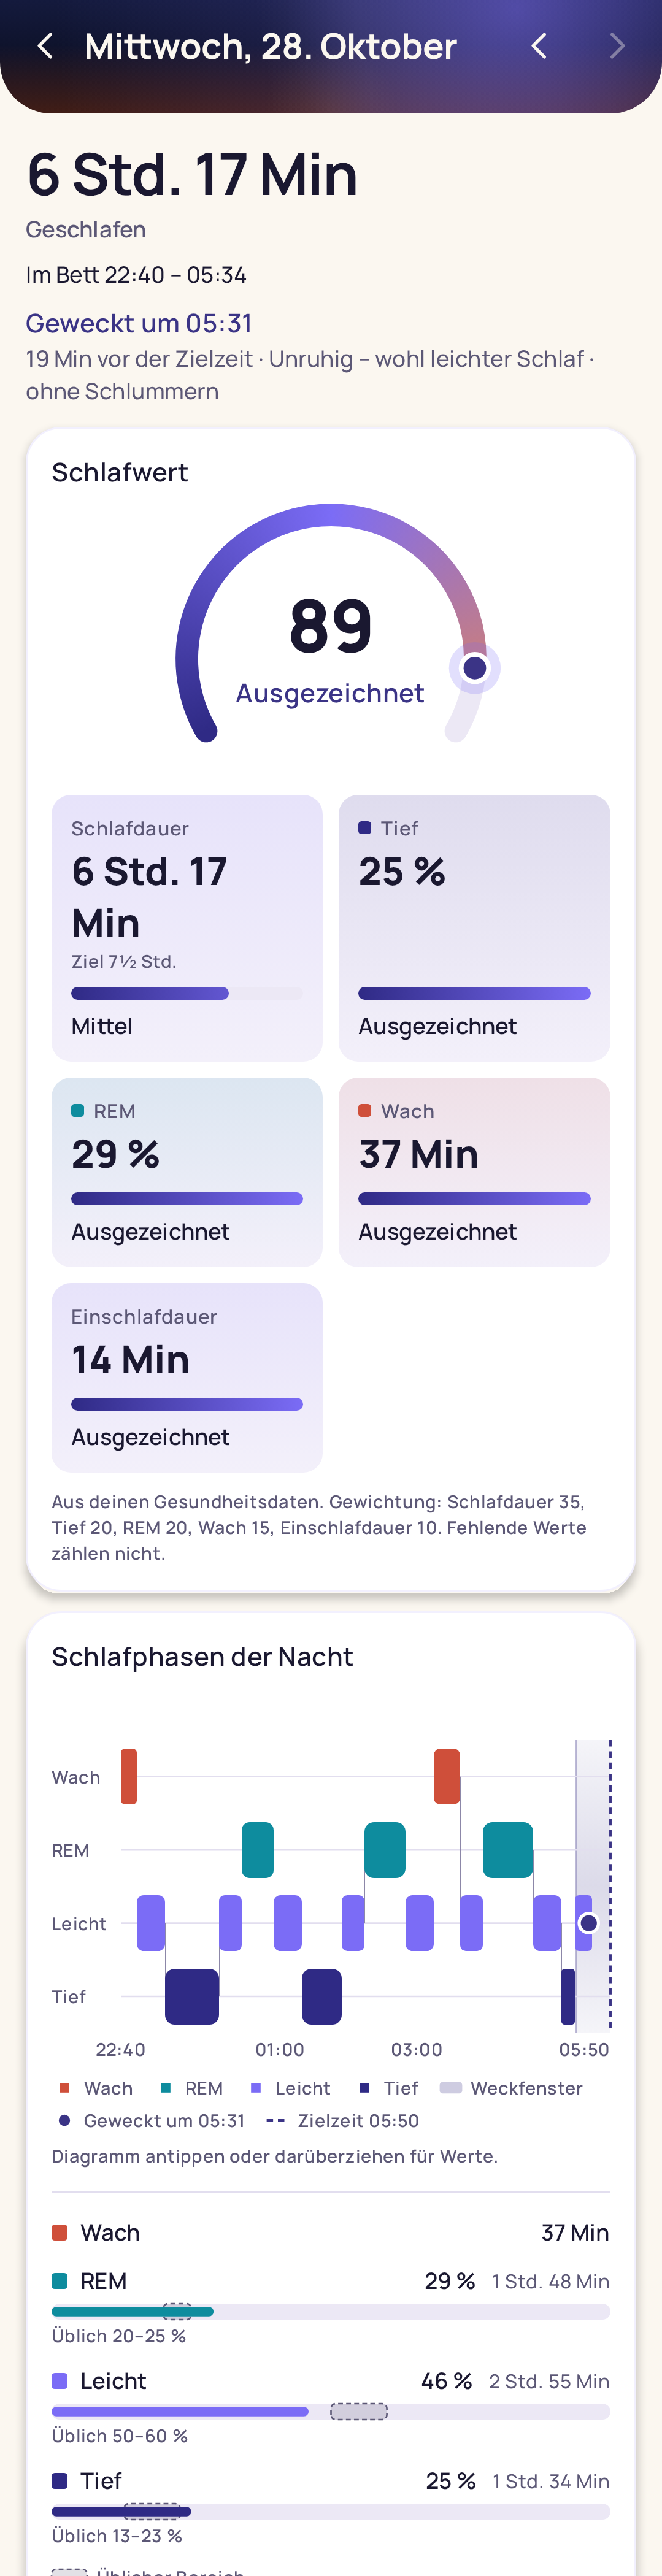 Mittwoch, 28. Oktober
6 Std. 17 Min
Geschlafen
Im Bett 22:40 – 05:34
Geweckt um 05:31
19 Min vor der Zielzeit · Unruhig – wohl leichter Schlaf ·
ohne Schlummern
Schlafwert
89
Ausgezeichnet
Schlafdauer
6 Std. 17
Min
Ziel 7½ Std.
Mittel
Tief
25 %
Ausgezeichnet
REM
29 %
Ausgezeichnet
Wach
37 Min
Ausgezeichnet
Einschlafdauer
14 Min
Ausgezeichnet
Aus deinen Gesundheitsdaten. Gewichtung: Schlafdauer 35,
Tief 20, REM 20, Wach 15, Einschlafdauer 10. Fehlende Werte
zählen nicht.
Schlafphasen der Nacht
Wach
REM
Leicht
Tief
22:40 01:00 03:00 05:50
Wach REM Leicht Tief Weckfenster
Geweckt um 05:31 Zielzeit 05:50
Diagramm antippen oder darüberziehen für Werte.
Wach 37 Min
REM 29 % 1 Std. 48 Min
Üblich 20–25 %
Leicht 46 % 2 Std. 55 Min
Üblich 50–60 %
Tief 25 % 1 Std. 34 Min
Üblich 13–23 %
Üblicher Bereich